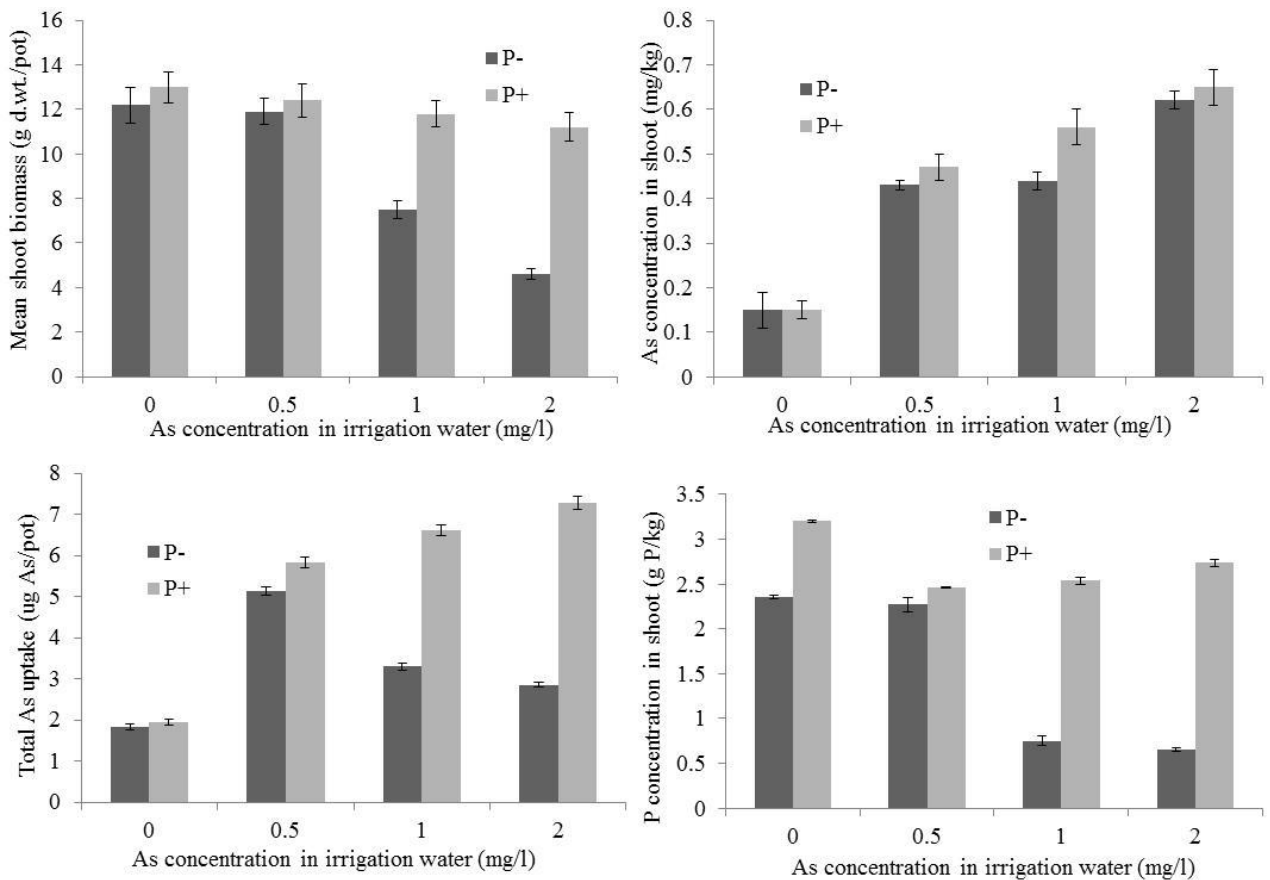 Mean shoot biomass (g d.wt./pot)
16
14
12
10
8
6
4
2
0
P-
P+
0 0.5 1 2
As concentration in irrigation water (mg/l)
As concentration in shoot (mg/kg)
0.8
0.7
0.6
0.5
0.4
0.3
0.2
0.1
0
P-
P+
0 0.5 1 2
As concentration in irrigation water (mg/l)
Total As uptake (ug As/pot)
8
7
6
5
4
3
2
1
0
P-
P+
0 0.5 1 2
As concentration in irrigation water (mg/l)
P concentration in shoot (g P/kg)
3.5
3
2.5
2
1.5
1
0.5
0
P-
P+
0 0.5 1 2
As concentration in irrigation water (mg/l)